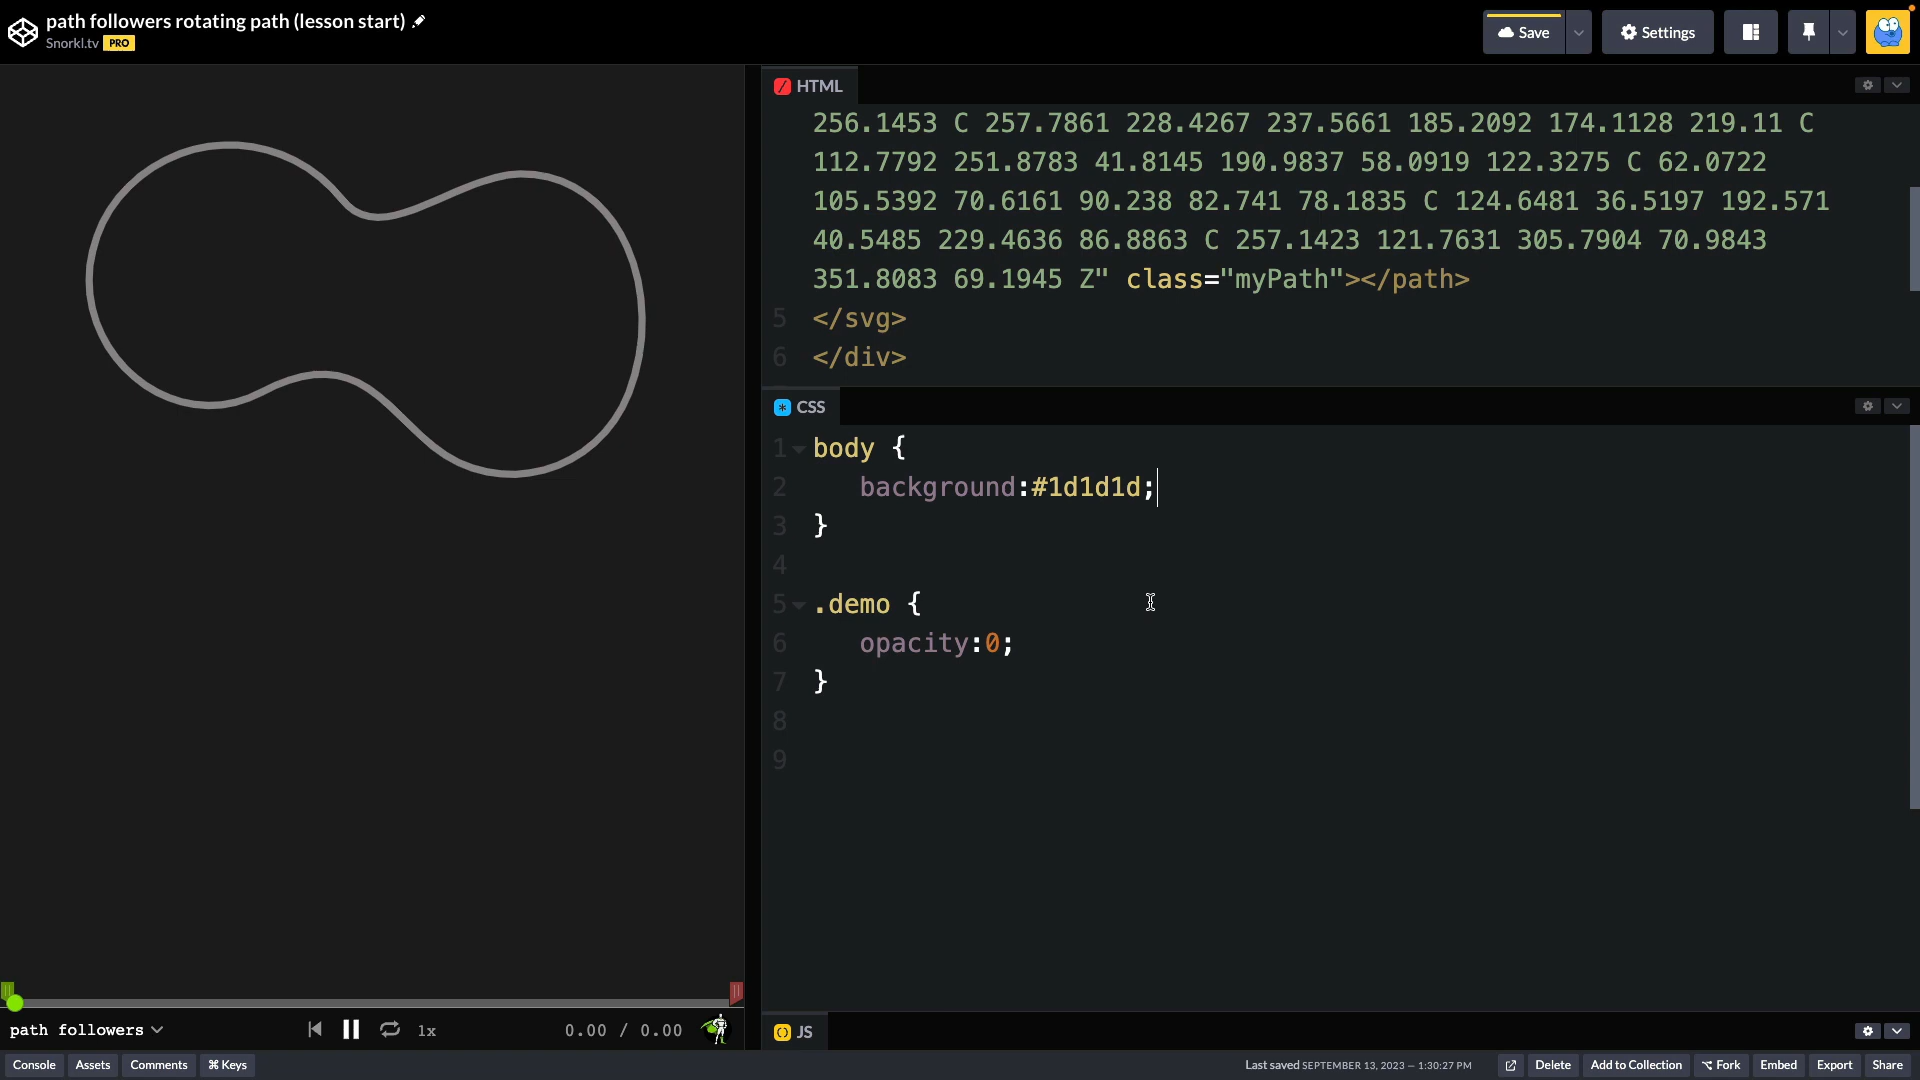 path followers rotating path (lesson start)
Snorkl.tv PRO
Save
Settings
HTML
256.1453 C 257.7861 228.4267 237.5661 185.2092 174.1128 219.11 C
112.7792 251.8783 41.8145 190.9837 58.0919 122.3275 C 62.0722
105.5392 70.6161 90.238 82.741 78.1835 C 124.6481 36.5197 192.571
40.5485 229.4636 86.8863 C 257.1423 121.7631 305.7904 70.9843
351.8083 69.1945 Z" class="myPath"></path>
5 </svg>
6 </div>
CSS
1 body {
2 background:#1d1d1d;
3 }
4
5 .demo {
6 opacity:0;
7 }
8
9
path followers
1x
0.00 / 0.00
JS
Console
Assets
Comments
⌘ Keys
Last saved SEPTEMBER 13, 2023 — 1:30:27 PM
Delete
Add to Collection
Fork
Embed
Export
Share